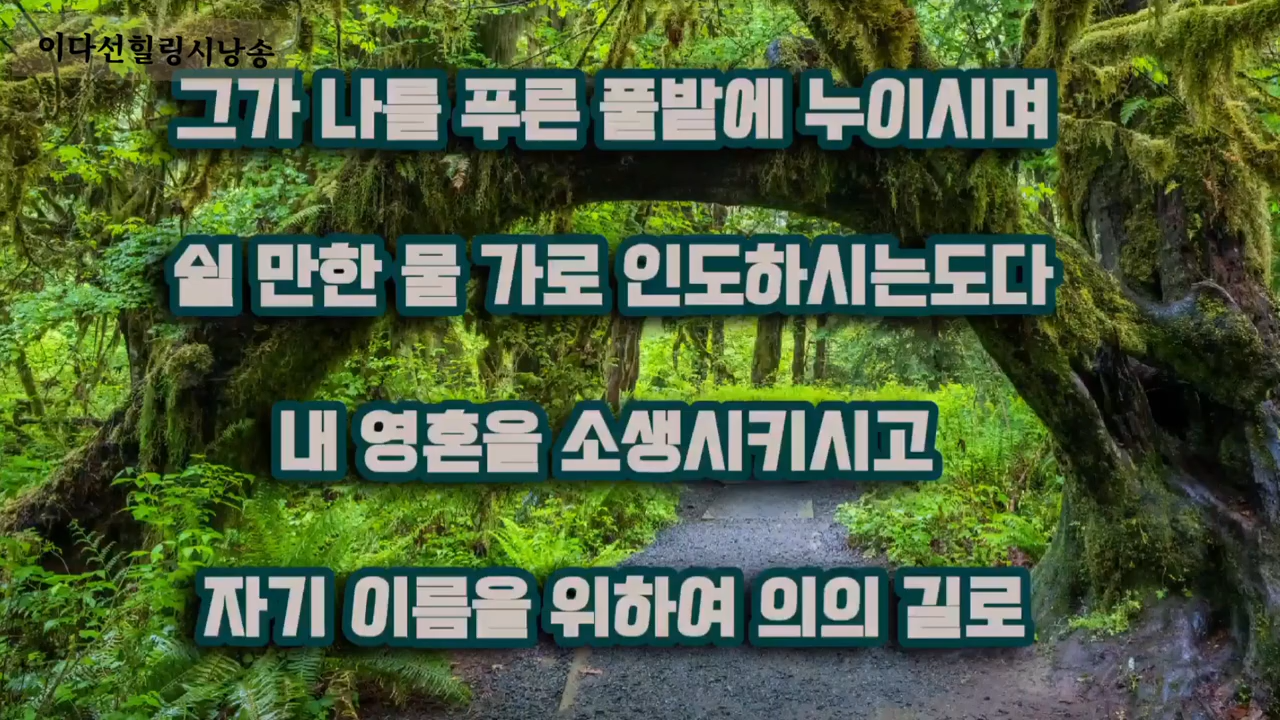 이다선힐링시낭송
그가 나를 푸른 풀밭에 누이시며
쉴 만한 물 가로 인도하시는도다
내 영혼을 소생시키시고
자기 이름을 위하여 의의 길로